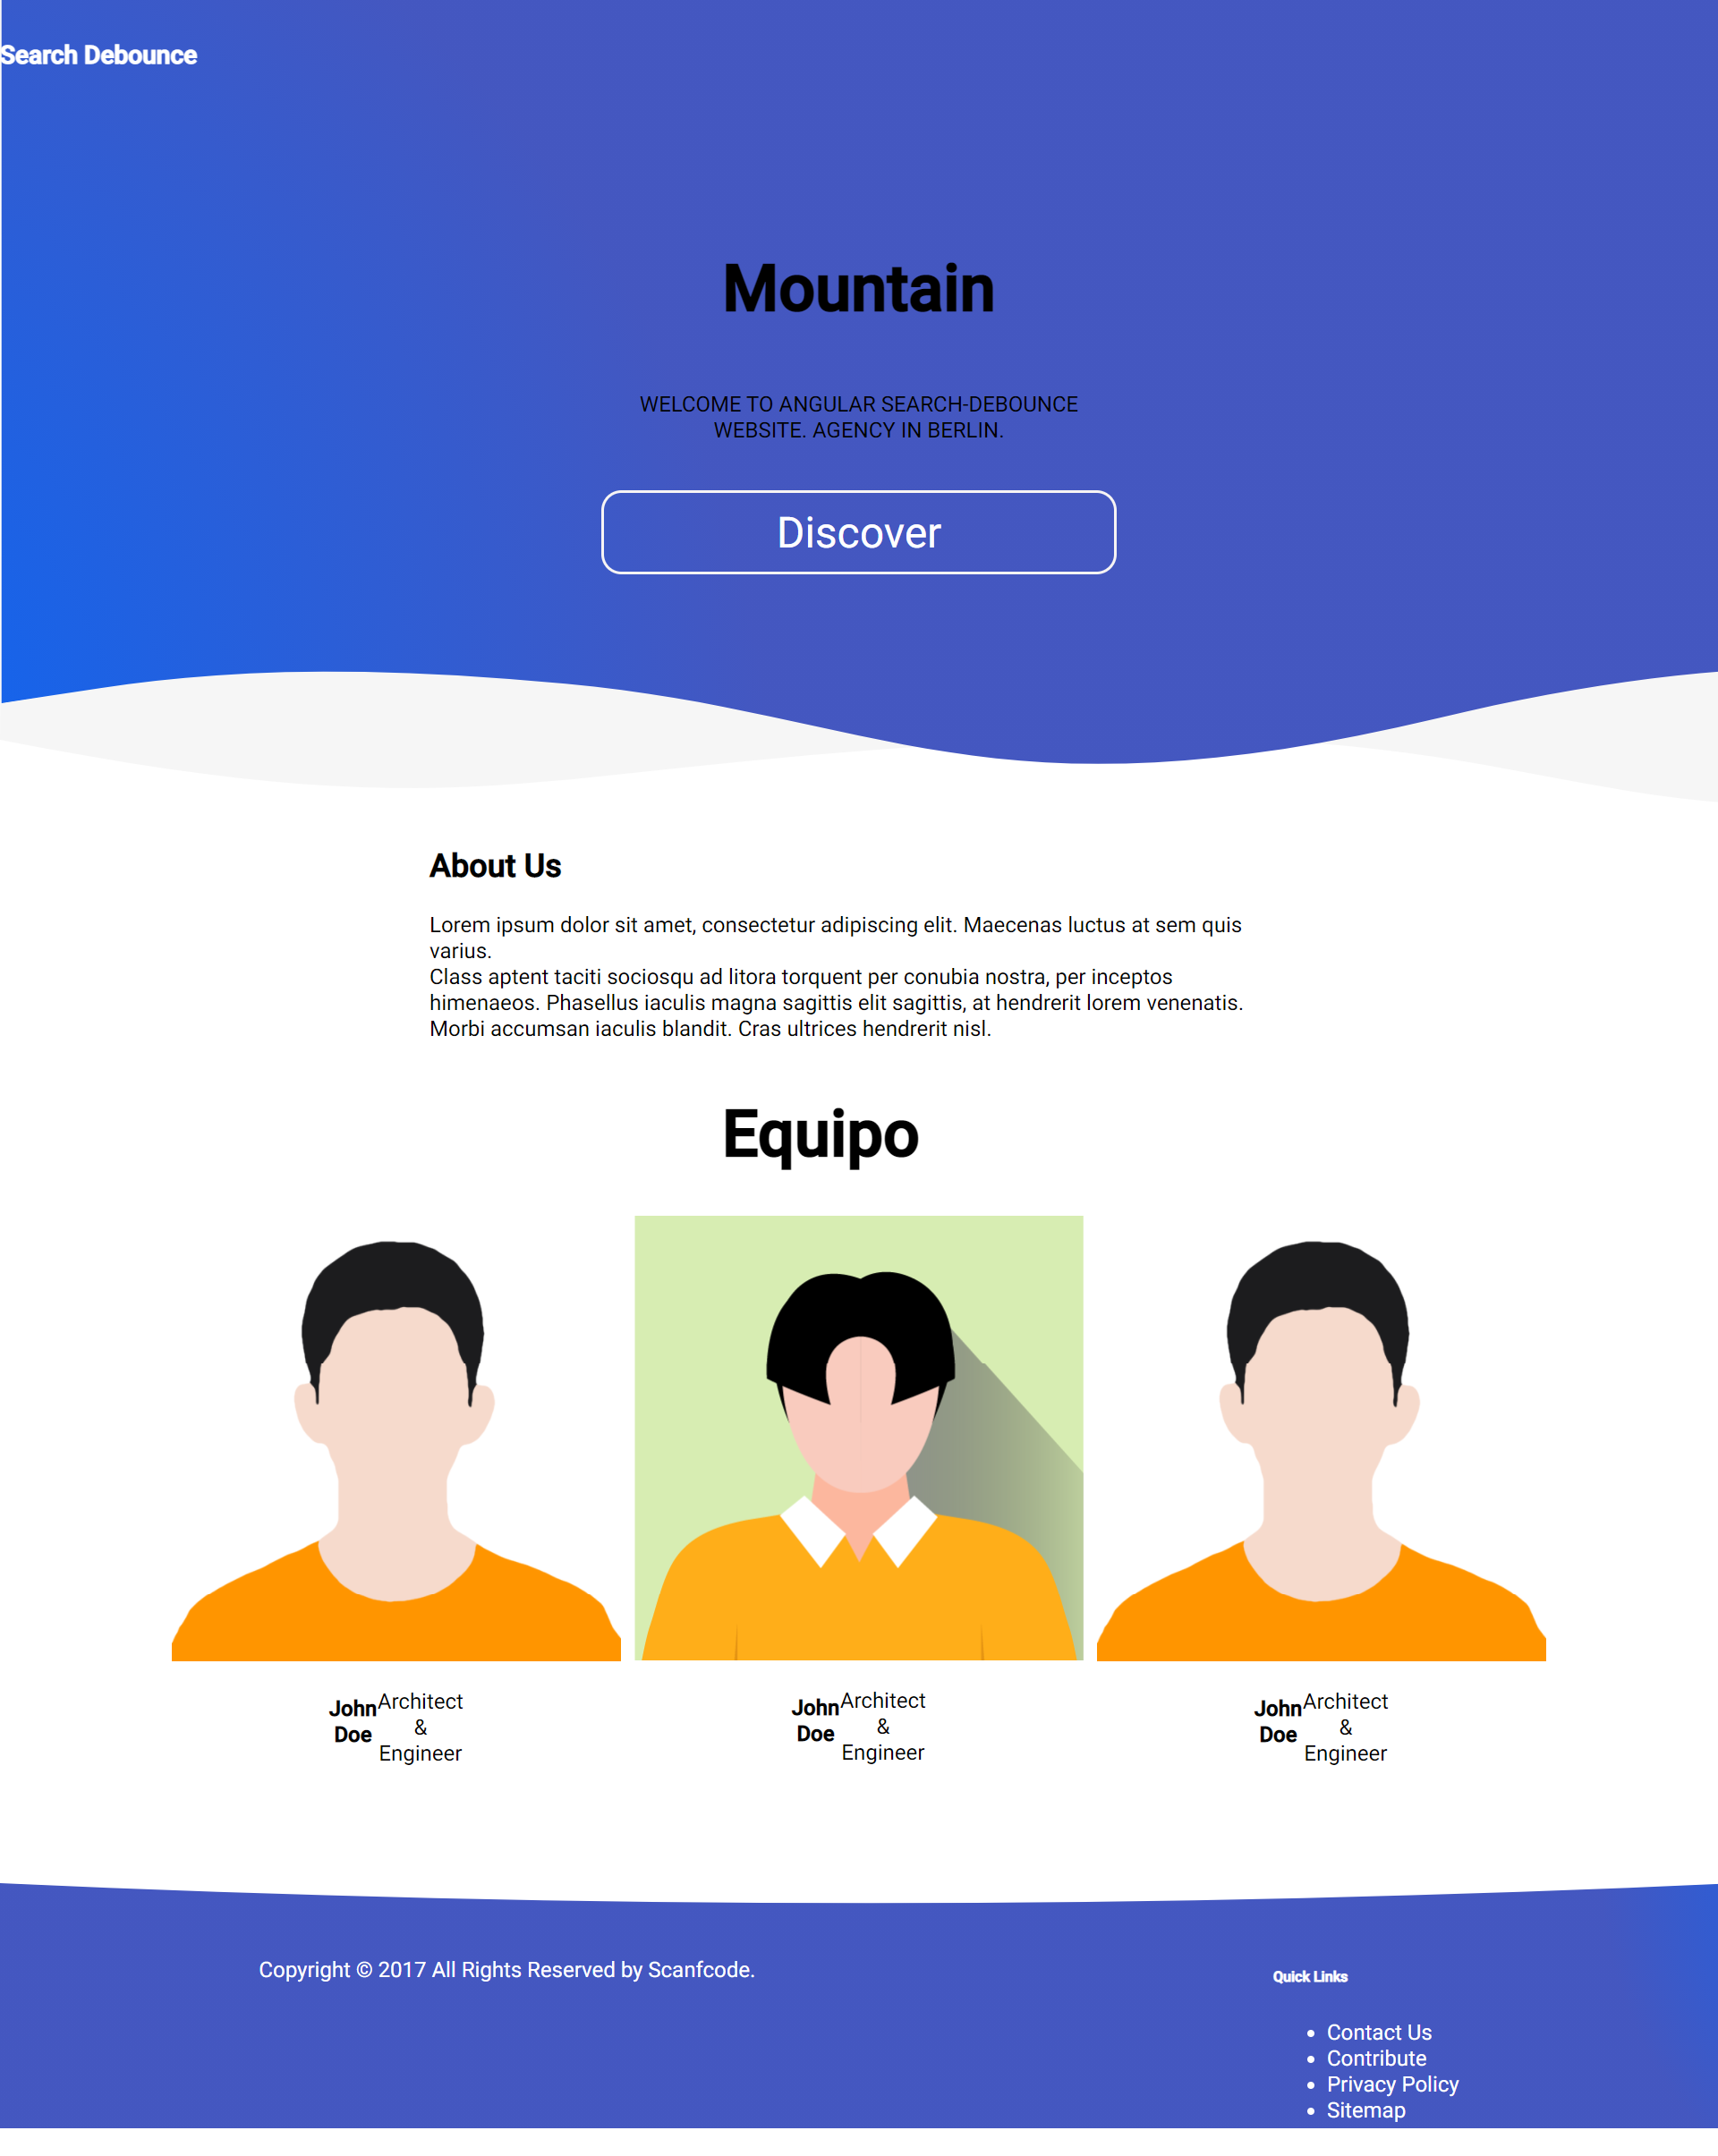 Search Debounce
Mountain
WELCOME TO ANGULAR SEARCH-DEBOUNCE
WEBSITE. AGENCY IN BERLIN.
Discover
About Us
Lorem ipsum dolor sit amet, consectetur adipiscing elit. Maecenas luctus at sem quis
varius.
Class aptent taciti sociosqu ad litora torquent per conubia nostra, per inceptos
himenaeos. Phasellus iaculis magna sagittis elit sagittis, at hendrerit lorem venenatis.
Morbi accumsan iaculis blandit. Cras ultrices hendrerit nisl.
Equipo
John
Doe
Architect
&
Engineer
John
Doe
Architect
&
Engineer
John
Doe
Architect
&
Engineer
Copyright © 2017 All Rights Reserved by Scanfcode.
Quick Links
• Contact Us
• Contribute
• Privacy Policy
• Sitemap